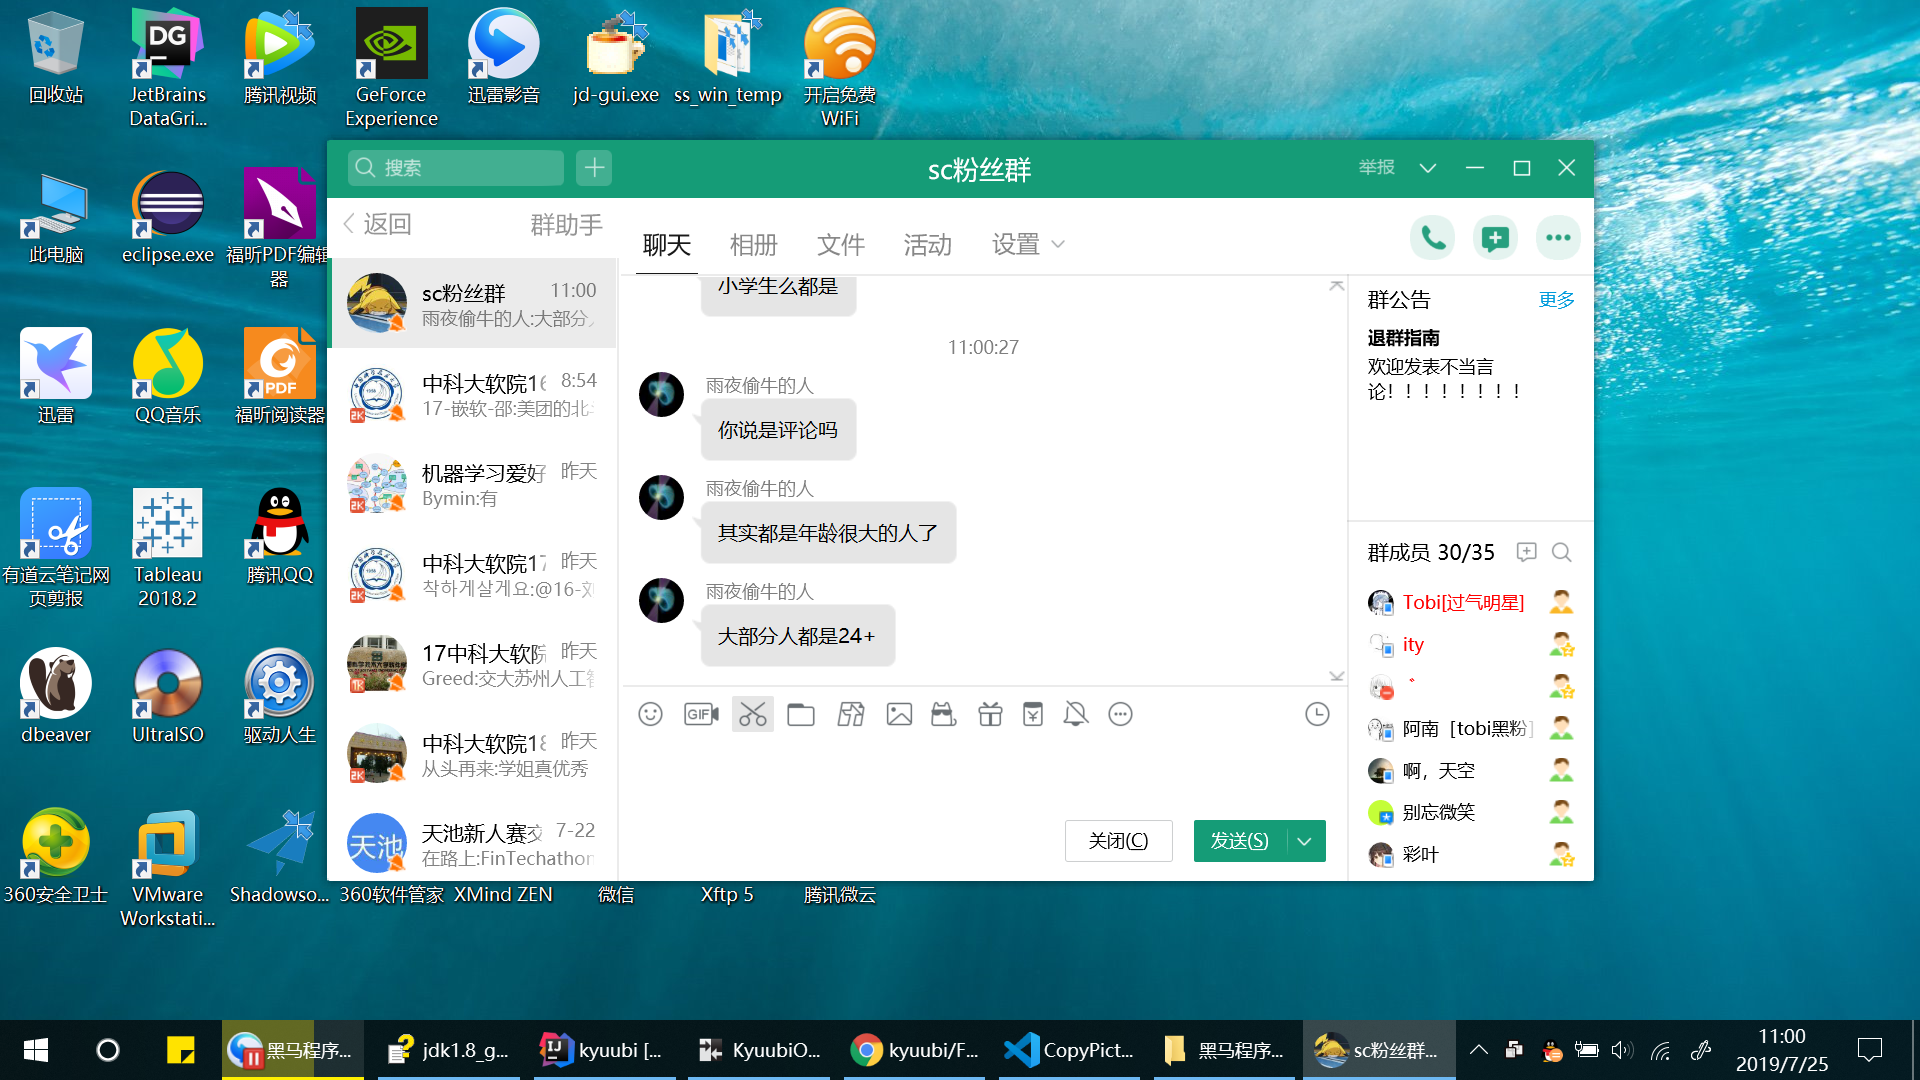 回收站
JetBrains
DataGri...
腾讯视频
GeForce
Experience
迅雷影音
jd-gui.exe
ss_win_temp
开启免费
WiFi
此电脑
eclipse.exe
福昕PDF编辑
器
迅雷
QQ音乐
福昕阅读器
有道云笔记网
页剪报
Tableau
2018.2
腾讯QQ
dbeaver
UltraISO
驱动人生
360安全卫士
VMware
Workstati...
Shadowso...
360软件管家
XMind ZEN
微信
Xftp 5
腾讯微云
搜索
sc粉丝群
举报
返回
群助手
sc粉丝群 11:00
雨夜偷牛的人:大部分
中科大软院16 8:54
17-嵌软-邵:美团的北
机器学习爱好 昨天
Bymin:有
中科大软院17 昨天
착하게살게요:@16-刘
17中科大软院 昨天
Greed:交大苏州人工智
中科大软院18 昨天
从头再来:学姐真优秀
天池
天池新人赛交 7-22
在路上:FinTechathon
聊天
相册
文件
活动
设置
小学生么都是
11:00:27
雨夜偷牛的人
你说是评论吗
雨夜偷牛的人
其实都是年龄很大的人了
雨夜偷牛的人
大部分人都是24+
GIF
关闭(C)
发送(S)
群公告
更多
退群指南
欢迎发表不当言
论！！！！！！！！
群成员 30/35
Tobi[过气明星]
ity
阿南［tobi黑粉］
啊，天空
别忘微笑
彩叶
黑马程序...
jdk1.8_g...
kyuubi [...
KyuubiO...
kyuubi/F...
CopyPict...
黑马程序...
sc粉丝群...
11:00
2019/7/25